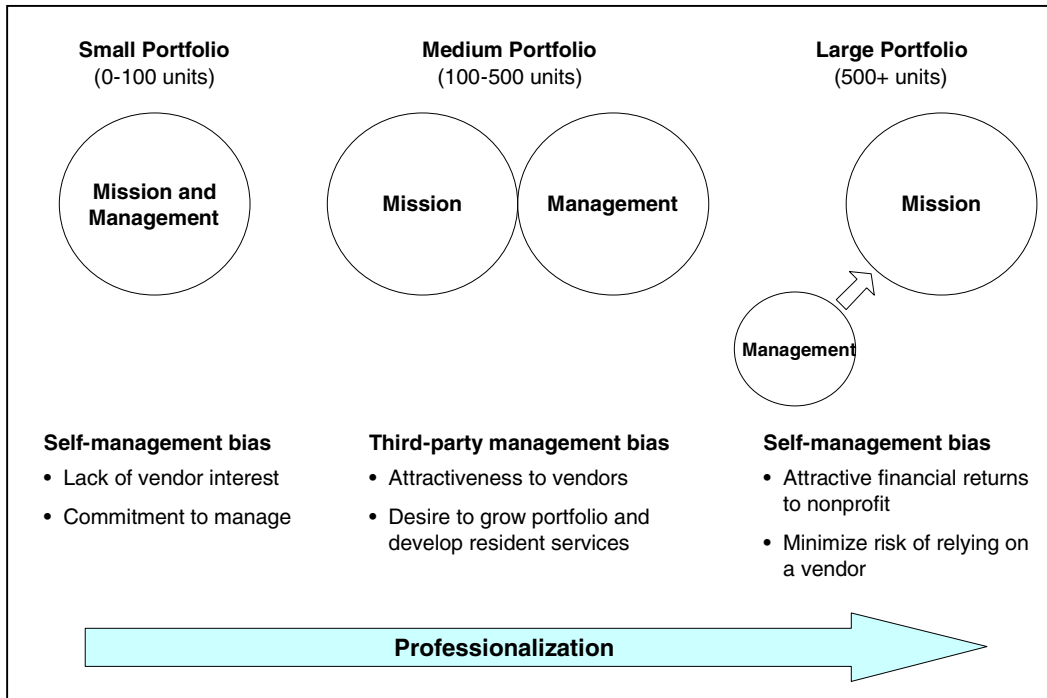 Small Portfolio
(0-100 units)
Medium Portfolio
(100-500 units)
Large Portfolio
(500+ units)
Mission and
Management
Mission
Management
Mission
Management
Self-management bias
• Lack of vendor interest
• Commitment to manage
Third-party management bias
• Attractiveness to vendors
• Desire to grow portfolio and
develop resident services
Self-management bias
• Attractive financial returns
to nonprofit
• Minimize risk of relying on
a vendor
Professionalization